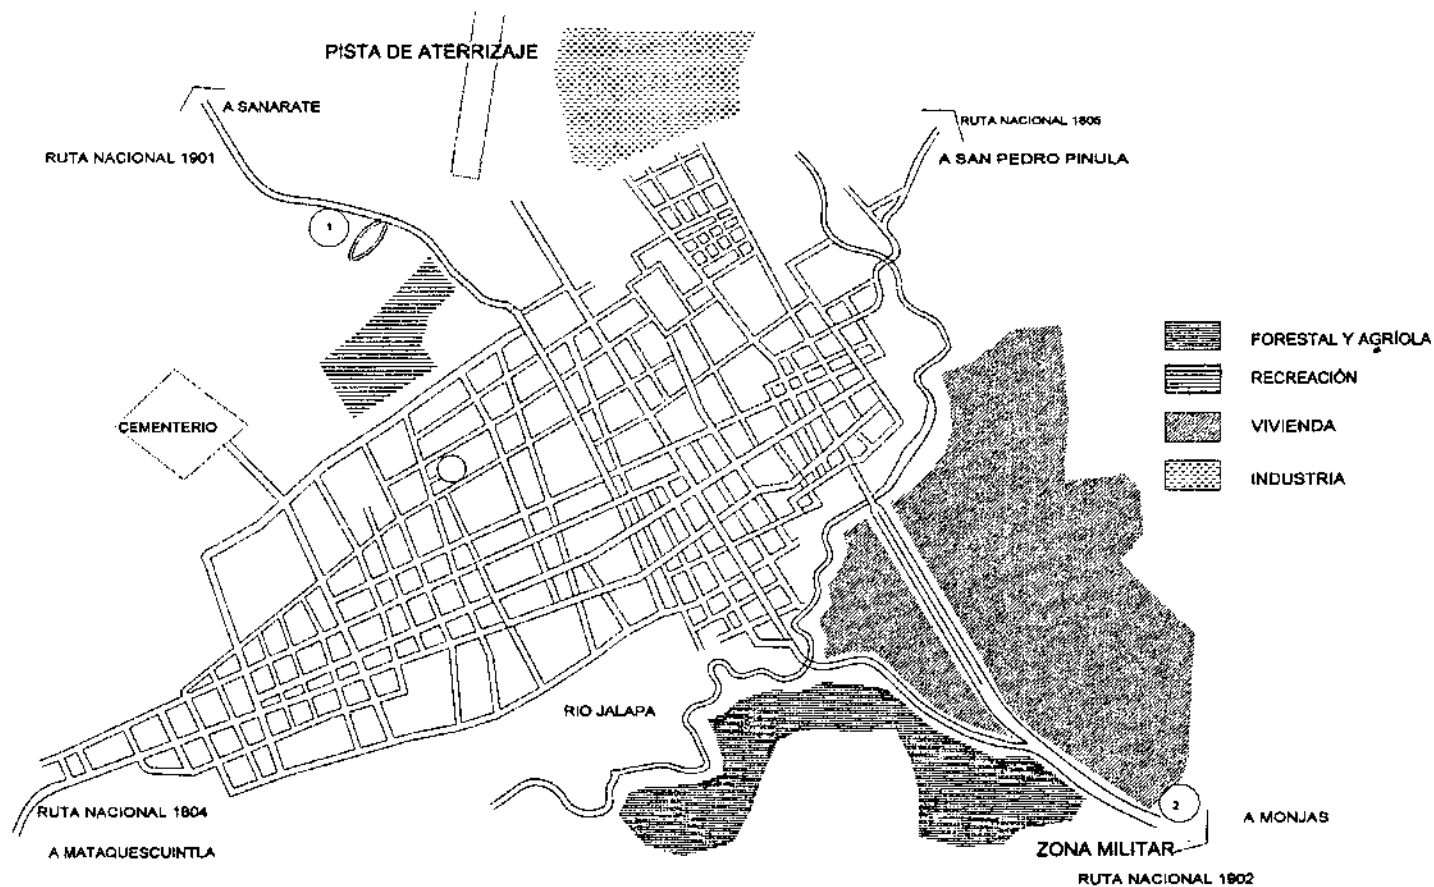 PISTA DE ATERRIZAJE
A SANARATE
RUTA NACIONAL 1901
RUTA NACIONAL 1805
A SAN PEDRO PINULA
1
FORESTAL Y AGRÍOLA
RECREACIÓN
CEMENTERIO
VIVIENDA
INDUSTRIA
RIO JALAPA
RUTA NACIONAL 1804
A MATAQUESCUINTLA
2
A MONJAS
ZONA MILITAR
RUTA NACIONAL 1902